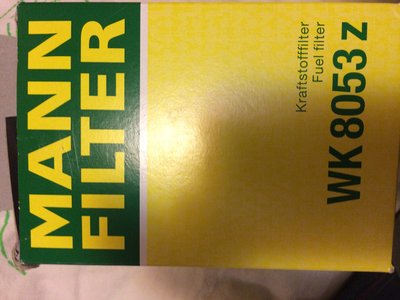 MANN
FILTER
Kraftstofffilter
Fuel filter
WK 8053 z